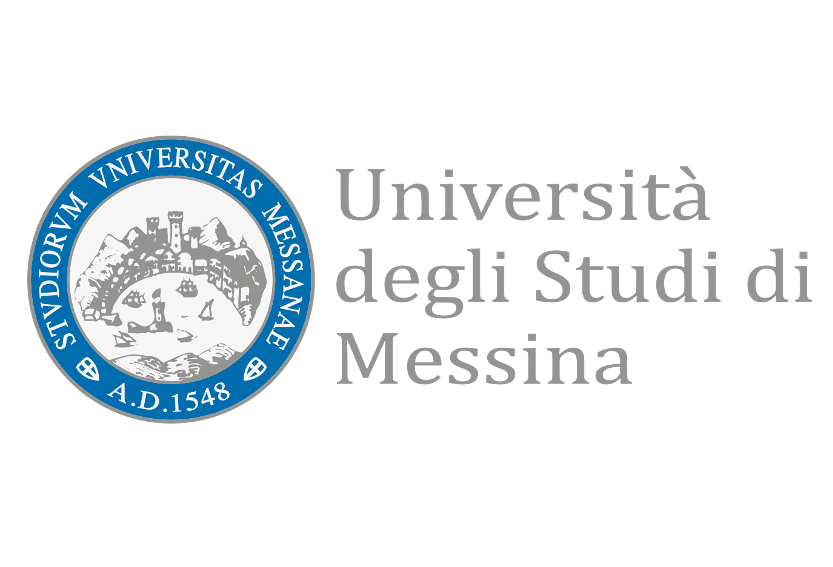 STVDIORVM VNIVERSITAS MESSANAE
A.D.1548
Università
degli Studi di
Messina